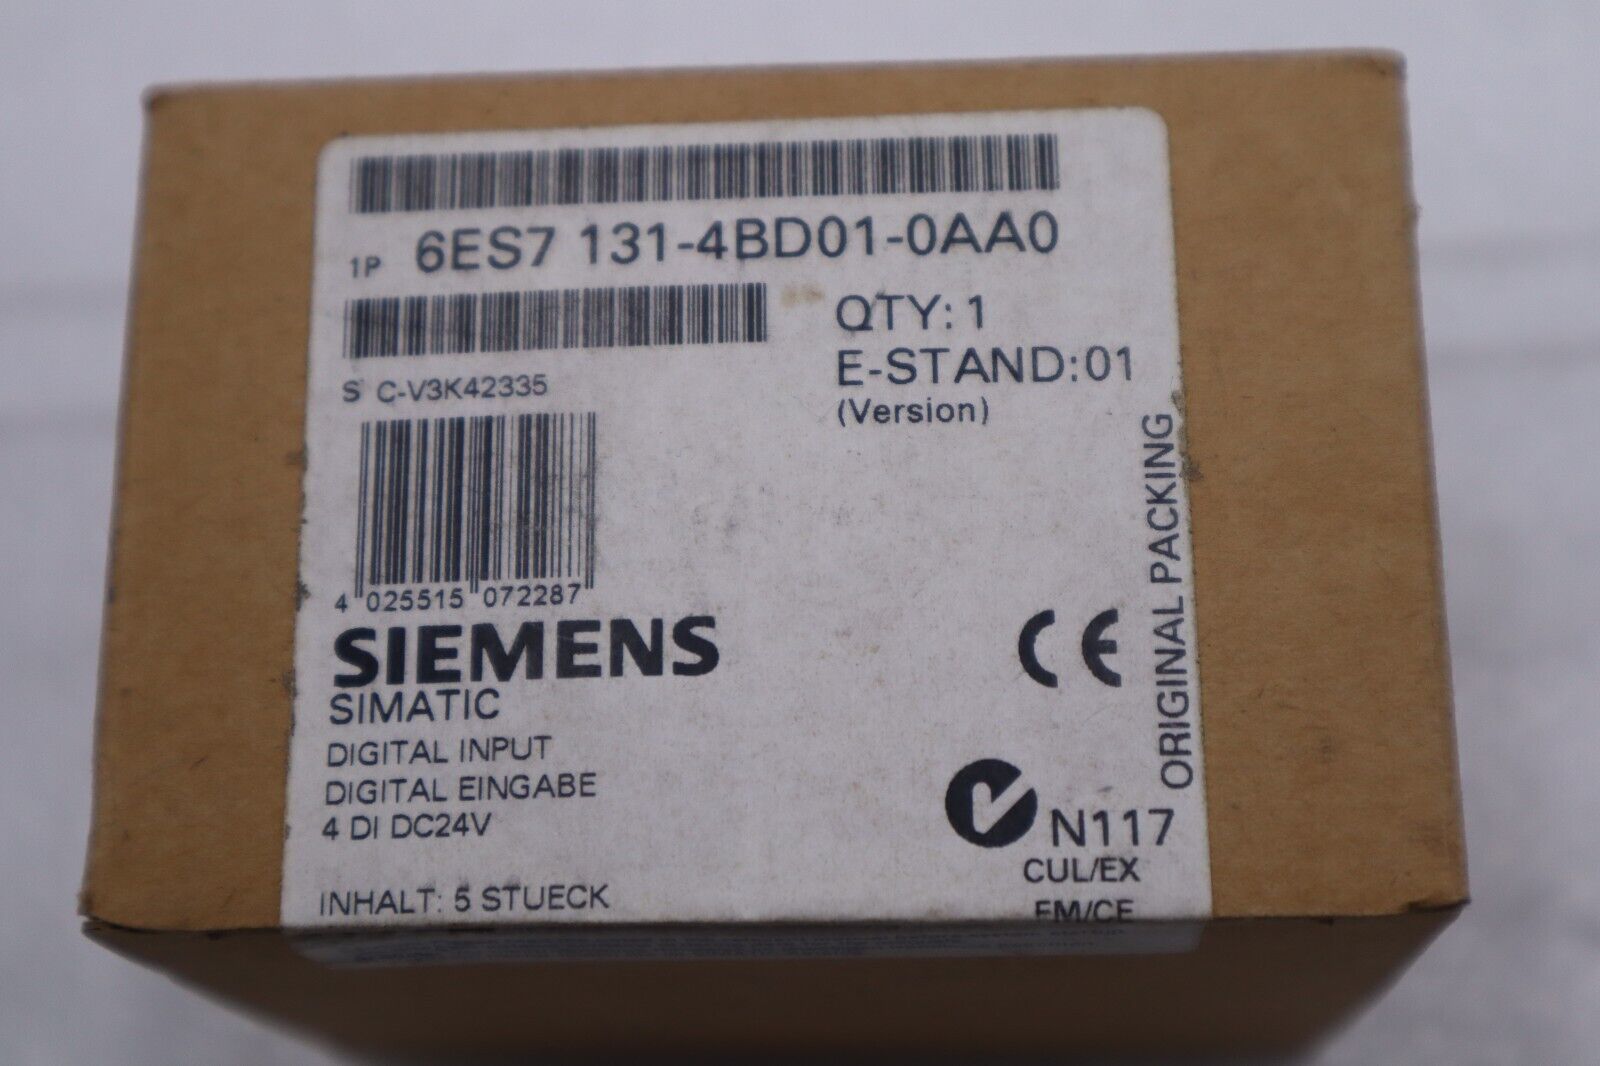 1P 6ES7 131-4BD01-0AA0
QTY: 1
E-STAND:01
(Version)
S C-V3K42335
4 025515 072287
SIEMENS
SIMATIC
DIGITAL INPUT
DIGITAL EINGABE
4 DI DC24V
INHALT: 5 STUECK
CE
N117
CUL/EX
FM/CE
ORIGINAL PACKING